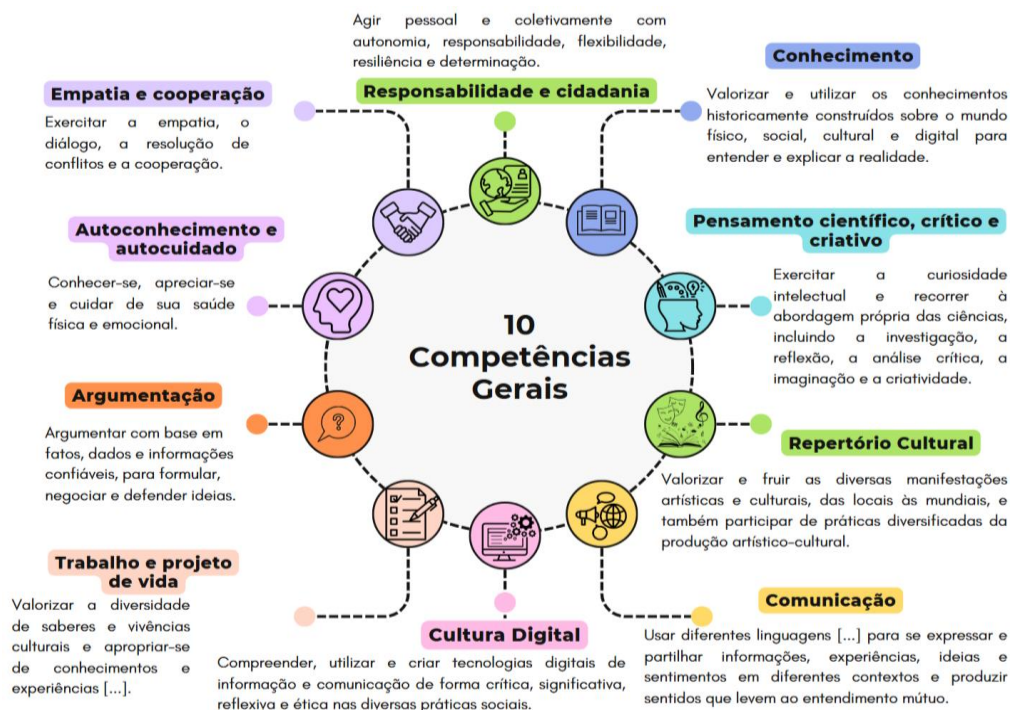 Agir pessoal e coletivamente com
autonomia, responsabilidade, flexibilidade,
resiliência e determinação.
Responsabilidade e cidadania
Conhecimento
Valorizar e utilizar os conhecimentos
historicamente construídos sobre o mundo
físico, social, cultural e digital para
entender e explicar a realidade.
Pensamento científico, crítico e
criativo
Exercitar a curiosidade
intelectual e recorrer à
abordagem própria das ciências,
incluindo a investigação, a
reflexão, a análise crítica, a
imaginação e a criatividade.
Repertório Cultural
Valorizar e fruir as diversas manifestações
artísticas e culturais, das locais às mundiais, e
também participar de práticas diversificadas da
produção artístico-cultural.
Comunicação
Usar diferentes linguagens [...] para se expressar e
partilhar informações, experiências, ideias e
sentimentos em diferentes contextos e produzir
sentidos que levem ao entendimento mútuo.
Cultura Digital
Compreender, utilizar e criar tecnologias digitais de
informação e comunicação de forma crítica, significativa,
reflexiva e ética nas diversas práticas sociais.
Trabalho e projeto
de vida
Valorizar a diversidade
de saberes e vivências
culturais e apropriar-se
de conhecimentos e
experiências [...].
Argumentação
Argumentar com base em
fatos, dados e informações
confiáveis, para formular,
negociar e defender ideias.
?
Autoconhecimento e
autocuidado
Conhecer-se, apreciar-se
e cuidar de sua saúde
física e emocional.
Empatia e cooperação
Exercitar a empatia, o
diálogo, a resolução de
conflitos e a cooperação.
10
Competências
Gerais